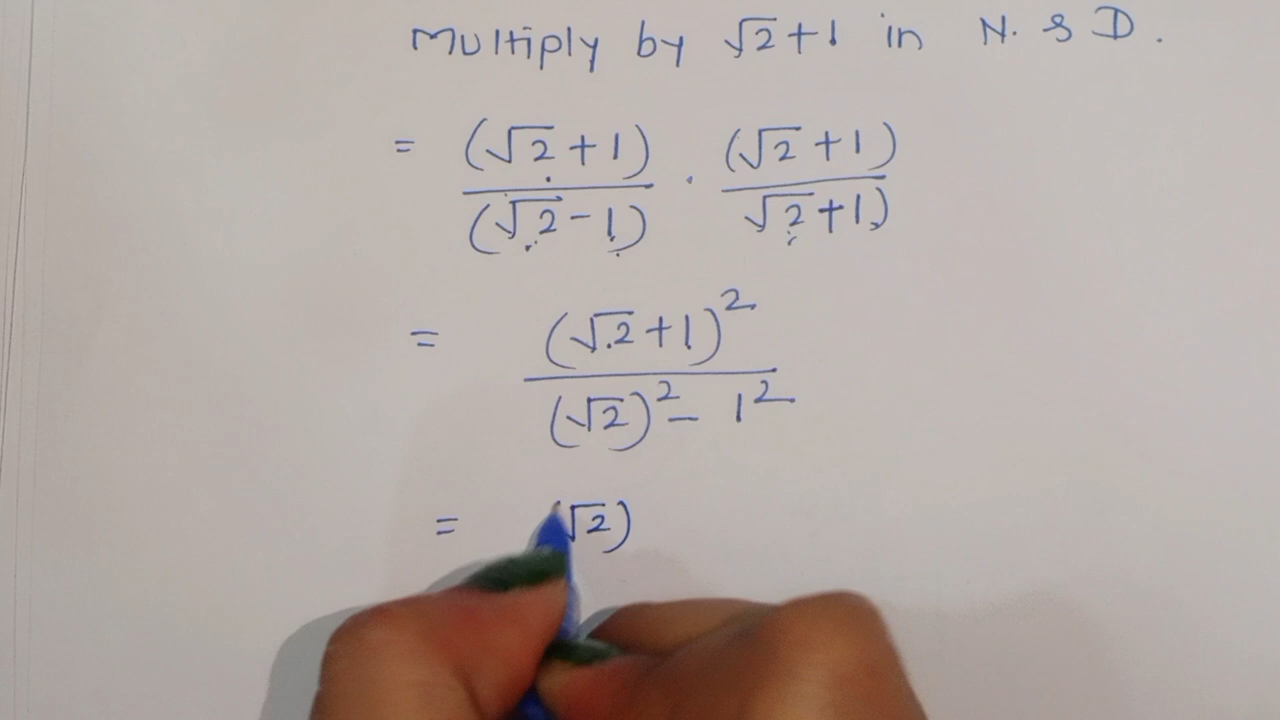 Multiply by √2+1 in N. & D.
= (√2+1)/(√2-1) . (√2+1)/√2+1)
= (√2+1)²/(√2)²- 1²
= (√2)